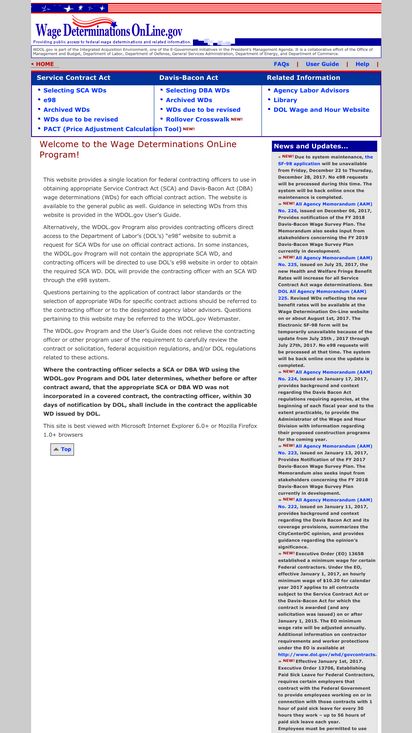 Wage Determinations OnLine.gov
Providing public access to federal wage determinations and related information.
WDOL.gov is part of the Integrated Acquisition Environment, one of the E-Government initiatives in the President's Management Agenda. It is a collaborative effort of the Office of
Management and Budget, Department of Labor, Department of Defense, General Services Administration, Department of Energy, and Department of Commerce.
< HOME
FAQs | User Guide | Help |
Service Contract Act
• Selecting SCA WDs
• e98
• Archived WDs
• WDs due to be revised
• PACT (Price Adjustment Calculation Tool) NEW!
Davis-Bacon Act
• Selecting DBA WDs
• Archived WDs
• WDs due to be revised
• Rollover Crosswalk NEW!
Related Information
• Agency Labor Advisors
• Library
• DOL Wage and Hour Website
Welcome to the Wage Determinations OnLine
Program!
This website provides a single location for federal contracting officers to use in
obtaining appropriate Service Contract Act (SCA) and Davis-Bacon Act (DBA)
wage determinations (WDs) for each official contract action. The website is
available to the general public as well. Guidance in selecting WDs from this
website is provided in the WDOL.gov User's Guide.
Alternatively, the WDOL.gov Program also provides contracting officers direct
access to the Department of Labor's (DOL's) "e98" website to submit a
request for SCA WDs for use on official contract actions. In some instances,
the WDOL.gov Program will not contain the appropriate SCA WD, and
contracting officers will be directed to use DOL's e98 website in order to obtain
the required SCA WD. DOL will provide the contracting officer with an SCA WD
through the e98 system.
Questions pertaining to the application of contract labor standards or the
selection of appropriate WDs for specific contract actions should be referred to
the contracting officer or to the designated agency labor advisors. Questions
pertaining to this website may be referred to the WDOL.gov Webmaster.
The WDOL.gov Program and the User's Guide does not relieve the contracting
officer or other program user of the requirement to carefully review the
contract or solicitation, federal acquisition regulations, and/or DOL regulations
related to these actions.
Where the contracting officer selects a SCA or DBA WD using the
WDOL.gov Program and DOL later determines, whether before or after
contract award, that the appropriate SCA or DBA WD was not
incorporated in a covered contract, the contracting officer, within 30
days of notification by DOL, shall include in the contract the applicable
WD issued by DOL.
This site is best viewed with Microsoft Internet Explorer 6.0+ or Mozilla Firefox
1.0+ browsers
Top
News and Updates...
» NEW! Due to system maintenance, the
SF-98 application will be unavailable
from Friday, December 22 to Thursday,
December 28, 2017. No e98 requests
will be processed during this time. The
system will be back online once the
maintenance is completed.
» NEW! All Agency Memorandum (AAM)
No. 226, issued on December 06, 2017,
Provides notification of the FY 2018
Davis-Bacon Wage Survey Plan. The
Memorandum also seeks input from
stakeholders concerning the FY 2019
Davis-Bacon Wage Survey Plan
currently in development.
» NEW! All Agency Memorandum (AAM)
No. 225, issued on July 25, 2017, the
new Health and Welfare Fringe Benefit
Rates will increase for all Service
Contract Act wage determinations. See
DOL All Agency Memorandum (AAM)
225. Revised WDs reflecting the new
benefit rates will be available at the
Wage Determination On-Line website
on or about August 1st, 2017. The
Electronic SF-98 form will be
temporarily unavailable because of the
update from July 25th , 2017 through
July 27th, 2017. No e98 requests will
be processed at that time. The system
will be back online once the update is
completed.
» NEW! All Agency Memorandum (AAM)
No. 224, issued on January 17, 2017,
provides background and context
regarding the Davis Bacon Act
regulations requiring agencies, at the
beginning of each fiscal year and to the
extent practicable, to provide the
Administrator of the Wage and Hour
Division with information regarding
their proposed construction programs
for the coming year.
» NEW! All Agency Memorandum (AAM)
No. 223, issued on January 13, 2017,
Provides Notification of the FY 2017
Davis-Bacon Wage Survey Plan. The
Memorandum also seeks input from
stakeholders concerning the FY 2018
Davis-Bacon Wage Survey Plan
currently in development.
» NEW! All Agency Memorandum (AAM)
No. 222, issued on January 11, 2017,
provides background and context
regarding the Davis Bacon Act and its
coverage provisions, summarizes the
CityCenterDC opinion, and provides
guidance regarding the opinion's
significance.
» NEW! Executive Order (EO) 13658
established a minimum wage for certain
Federal contractors. Under the EO,
effective January 1, 2017, an hourly
minimum wage of $10.20 for calendar
year 2017 applies to all contracts
subject to the Service Contract Act or
the Davis-Bacon Act for which the
contract is awarded (and any
solicitation was issued) on or after
January 1, 2015. The EO minimum
wage rate will be adjusted annually.
Additional information on contractor
requirements and worker protections
under the EO is available at
http://www.dol.gov/whd/govcontracts.
» NEW! Effective January 1st, 2017.
Executive Order 13706, Establishing
Paid Sick Leave for Federal Contractors,
requires certain employers that
contract with the Federal Government
to provide employees working on or in
connection with those contracts with 1
hour of paid sick leave for every 30
hours they work – up to 56 hours of
paid sick leave each year.
Employees must be permitted to use